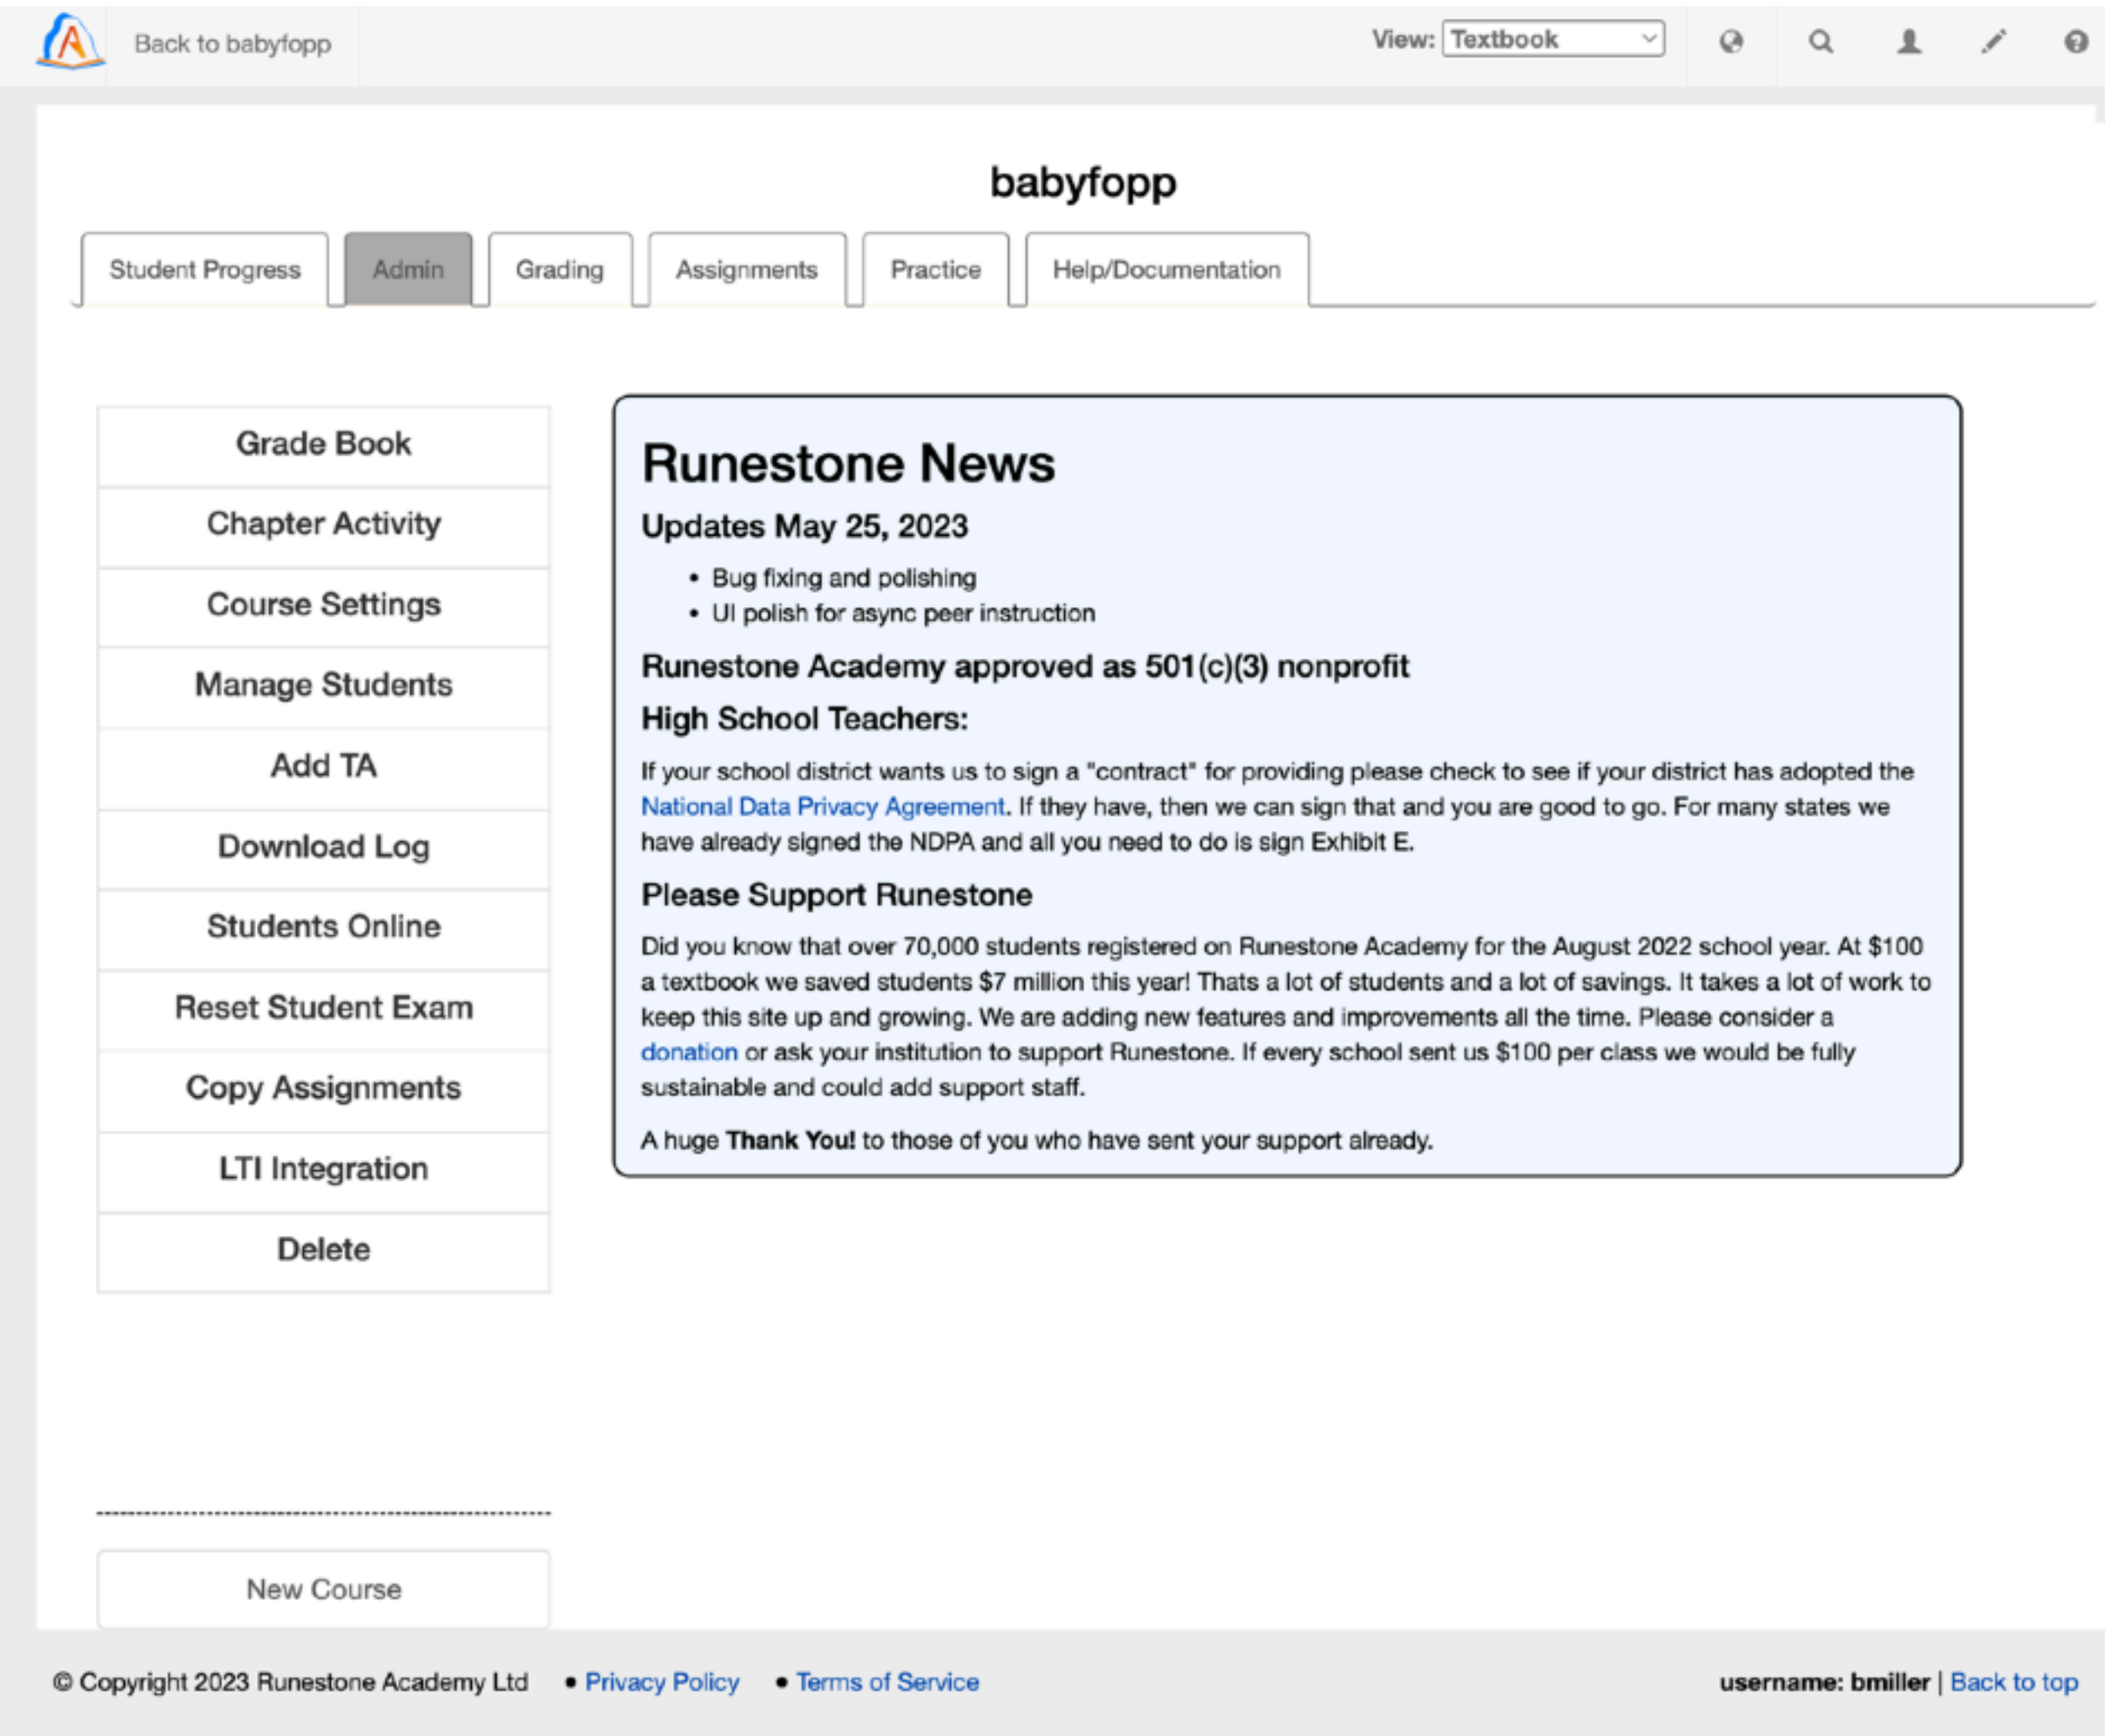 Back to babyfopp
View: Textbook
babyfopp
Student Progress
Admin
Grading
Assignments
Practice
Help/Documentation
Grade Book
Chapter Activity
Course Settings
Manage Students
Add TA
Download Log
Students Online
Reset Student Exam
Copy Assignments
LTI Integration
Delete
New Course
Runestone News
Updates May 25, 2023
• Bug fixing and polishing
• UI polish for async peer instruction
Runestone Academy approved as 501(c)(3) nonprofit
High School Teachers:
If your school district wants us to sign a "contract" for providing please check to see if your district has adopted the
National Data Privacy Agreement. If they have, then we can sign that and you are good to go. For many states we
have already signed the NDPA and all you need to do is sign Exhibit E.
Please Support Runestone
Did you know that over 70,000 students registered on Runestone Academy for the August 2022 school year. At $100
a textbook we saved students $7 million this year! Thats a lot of students and a lot of savings. It takes a lot of work to
keep this site up and growing. We are adding new features and improvements all the time. Please consider a
donation or ask your institution to support Runestone. If every school sent us $100 per class we would be fully
sustainable and could add support staff.
A huge Thank You! to those of you who have sent your support already.
© Copyright 2023 Runestone Academy Ltd • Privacy Policy • Terms of Service
username: bmiller | Back to top